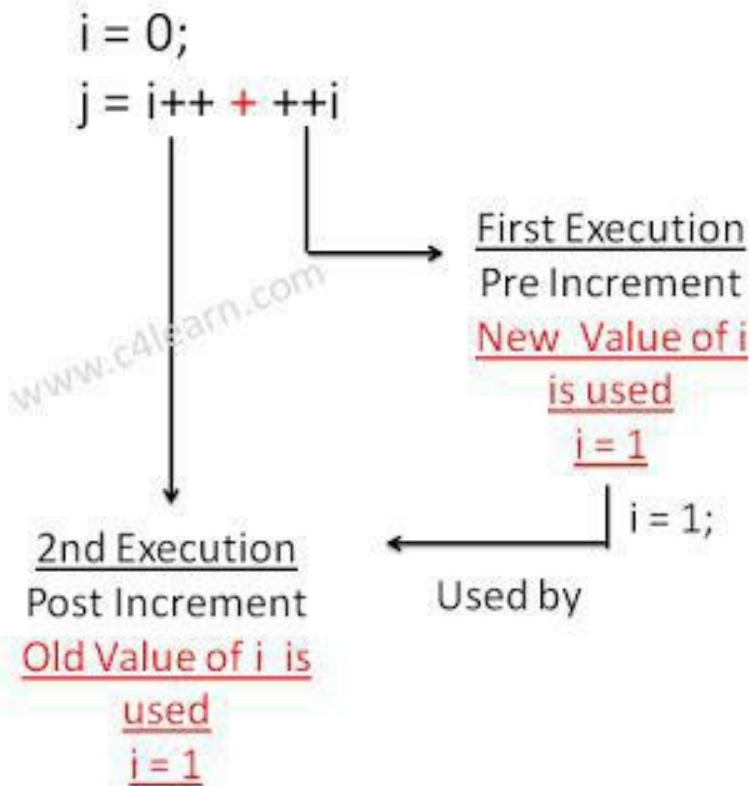 i = 0;
j = i++ + ++i
First Execution
Pre Increment
New Value of i
is used
i = 1
i = 1;
Used by
2nd Execution
Post Increment
Old Value of i is
used
i = 1
www.c4learn.com